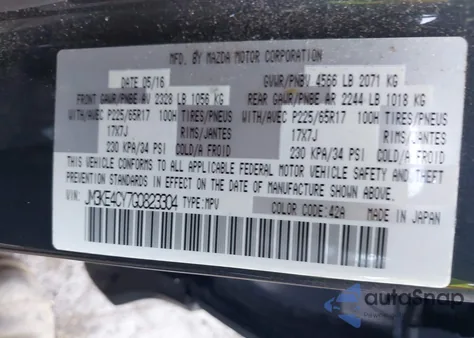 MFD. BY MAZDA MOTOR CORPORATION
DATE 05/16 GVWR/PNBV 4566 LB 2071 KG
FRONT GAWR/PNBE AV 2328 LB 1056 KG REAR GAWR/PNBE AR 2244 LB 1018 KG
WITH/AVEC P225/65R17 100H TIRES/PNEUS WITH/AVEC P225/65R17 100H TIRES/PNEUS
17X7J RIMS/JANTES 17X7J RIMS/JANTES
230 KPA/34 PSI COLD/A FROID 230 KPA/34 PSI COLD/A FROID
THIS VEHICLE CONFORMS TO ALL APPLICABLE FEDERAL MOTOR VEHICLE SAFETY,
BUMPER, AND THEFT PREVENTION STANDARDS IN EFFECT ON THE DATE OF
MANUFACTURE SHOWN ABOVE.
JM3KE4CY7G0823304 TYPE:MPV COLOR CODE:42A MADE IN JAPAN
autoSnap